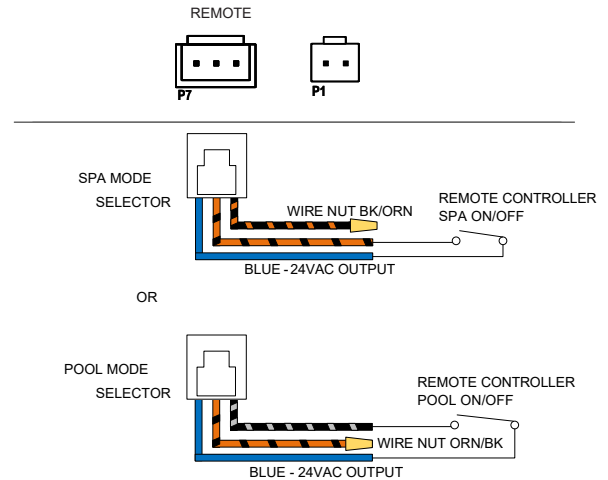 REMOTE
P7
P1
SPA MODE
SELECTOR
WIRE NUT BK/ORN
REMOTE CONTROLLER
SPA ON/OFF
BLUE - 24VAC OUTPUT
OR
POOL MODE
SELECTOR
REMOTE CONTROLLER
POOL ON/OFF
WIRE NUT ORN/BK
BLUE - 24VAC OUTPUT